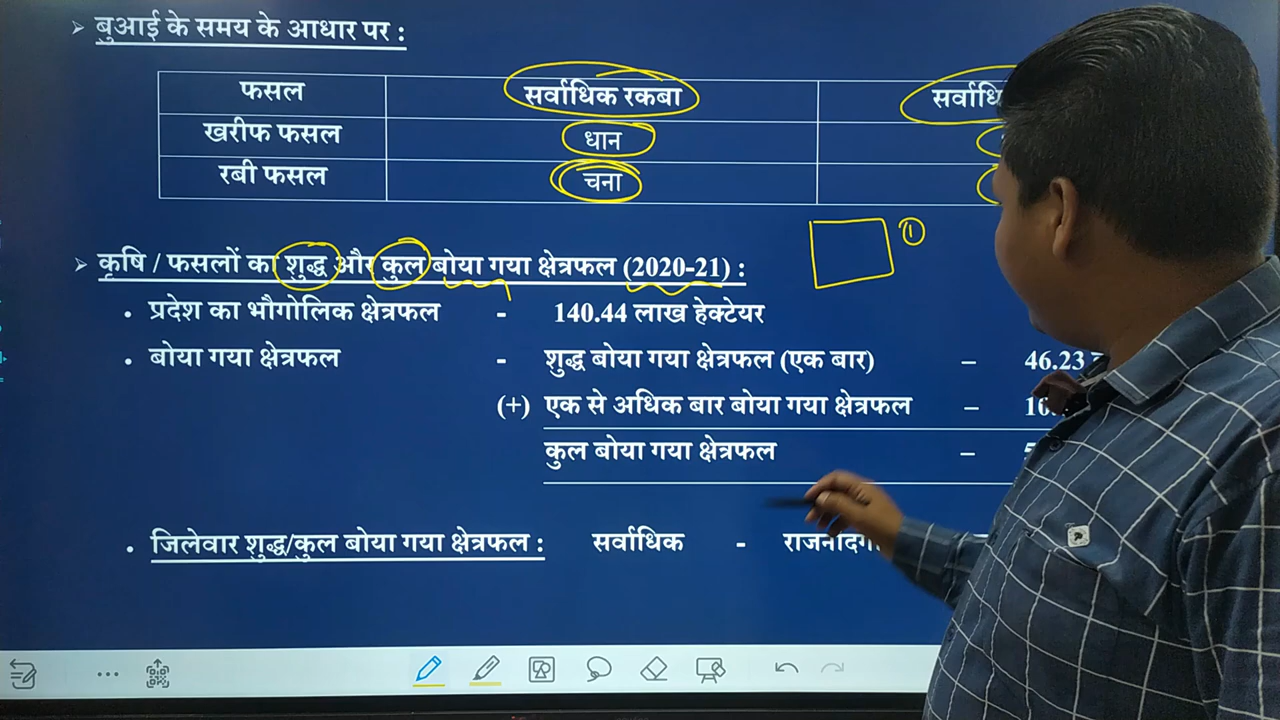 ➢ बुआई के समय के आधार पर :
फसल सर्वाधिक रकबा
खरीफ फसल धान
रबी फसल चना
①
➢ कृषि / फसलों का शुद्ध और कुल बोया गया क्षेत्रफल (2020-21) :
• प्रदेश का भौगोलिक क्षेत्रफल - 140.44 लाख हेक्टेयर
• बोया गया क्षेत्रफल - शुद्ध बोया गया क्षेत्रफल (एक बार) – 46.23
(+) एक से अधिक बार बोया गया क्षेत्रफल –
कुल बोया गया क्षेत्रफल –
• जिलेवार शुद्ध/कुल बोया गया क्षेत्रफल : सर्वाधिक -